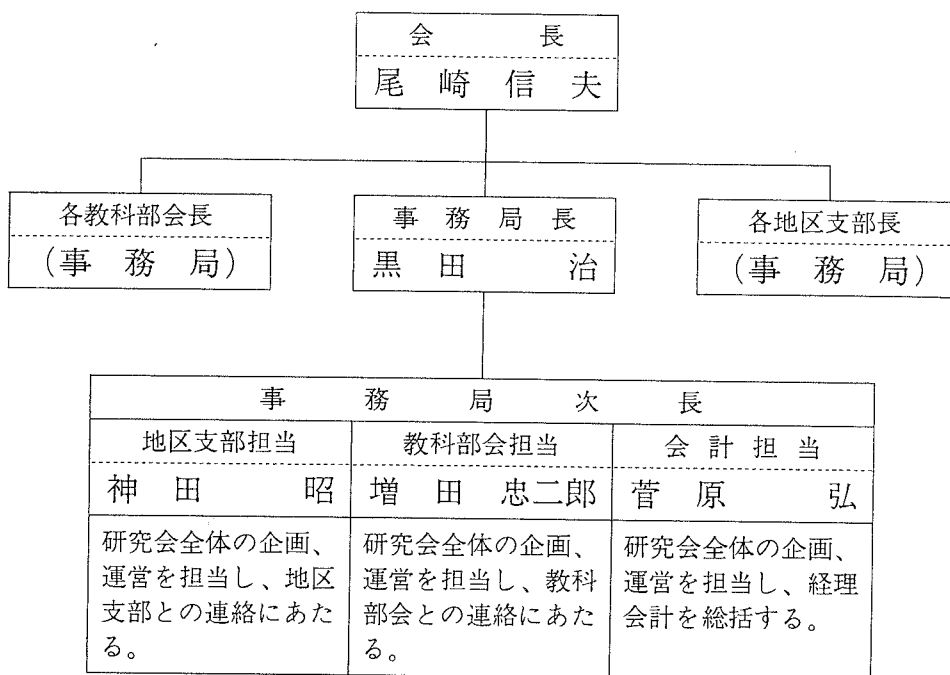 会長
尾崎信夫
各教科部会長
（事務局）
事務局長
黒田治
各地区支部長
（事務局）
事務局次長
地区支部担当
神田昭
研究会全体の企画、
運営を担当し、地区
支部との連絡にあた
る。
教科部会担当
増田忠二郎
研究会全体の企画、
運営を担当し、教科
部会との連絡にあた
る。
会計担当
菅原弘
研究会全体の企画、
運営を担当し、経理
会計を総括する。